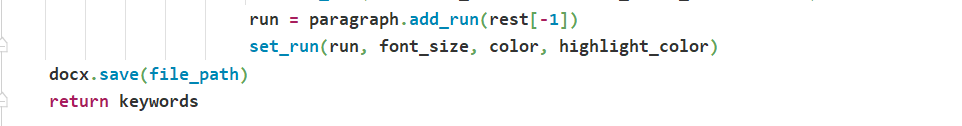 run = paragraph.add_run(rest[-1])
set_run(run, font_size, color, highlight_color)
docx.save(file_path)
return keywords